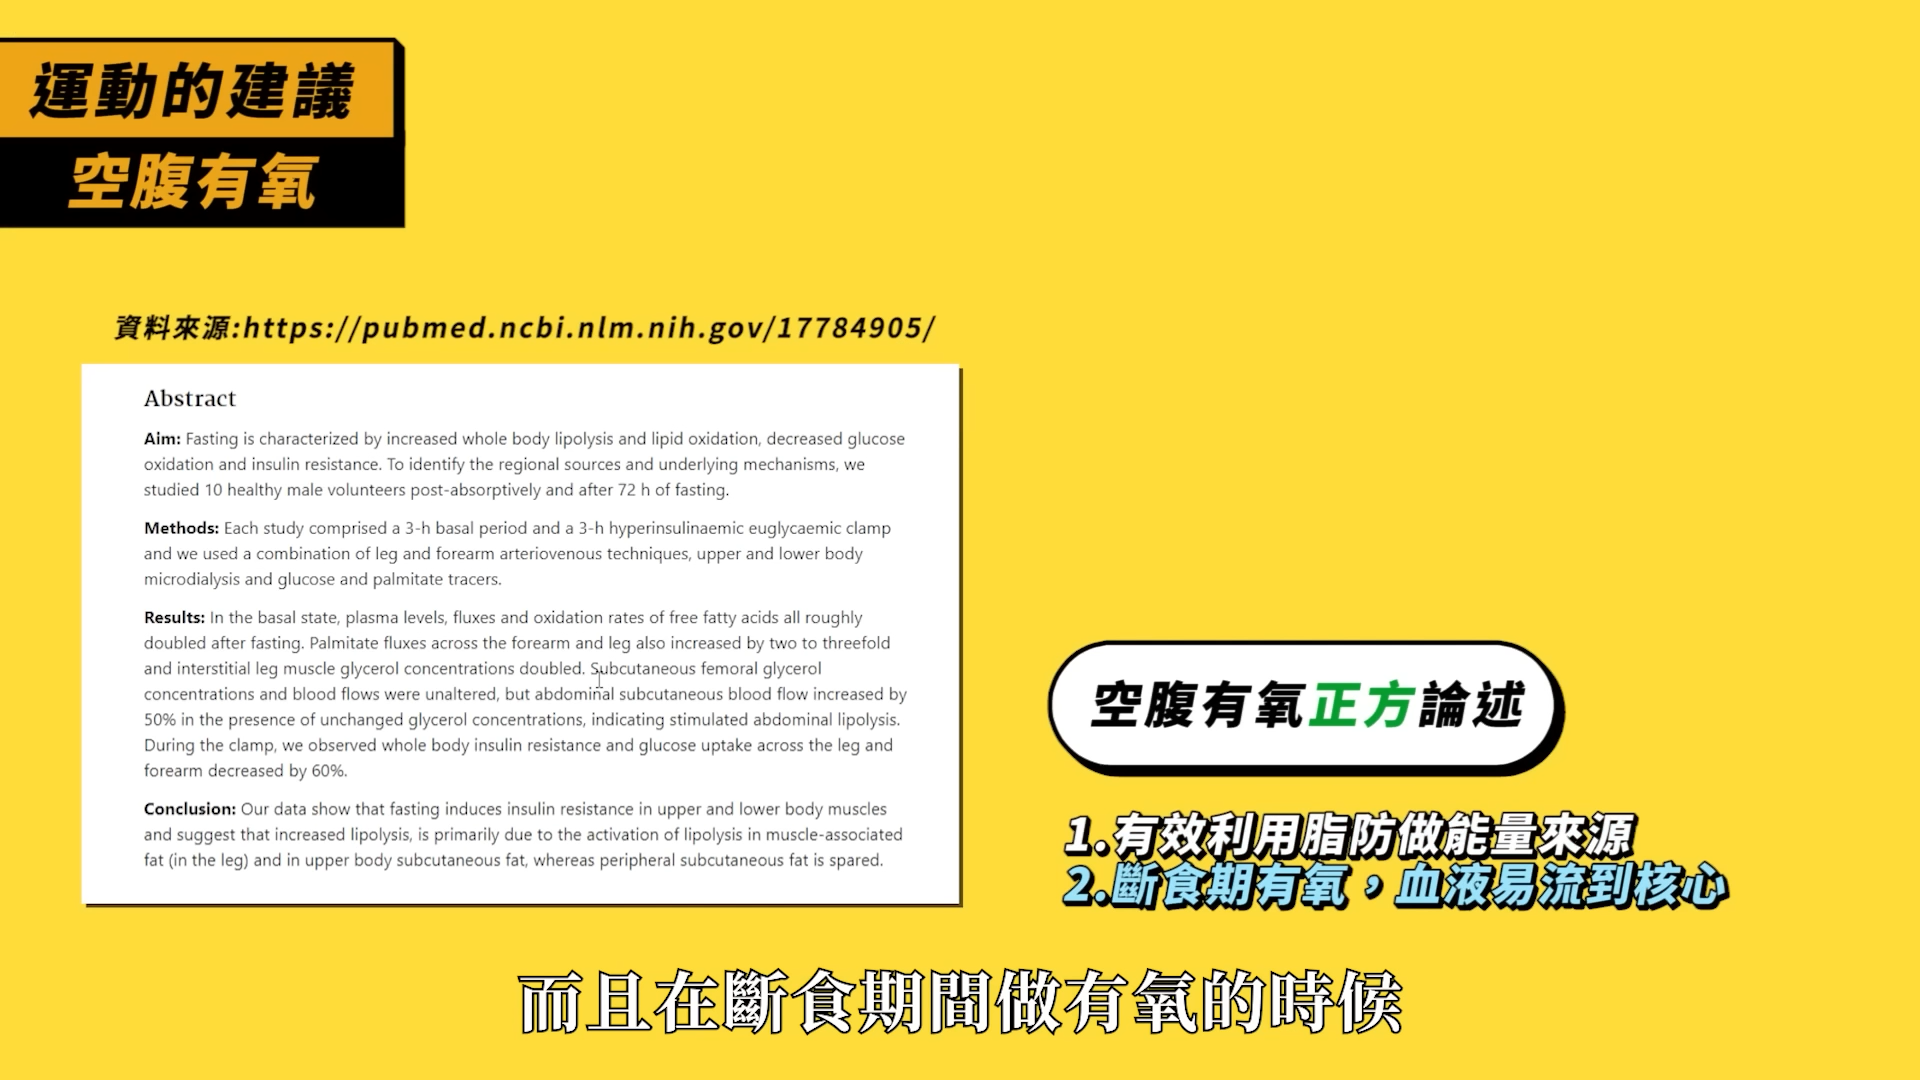 運動的建議
空腹有氧
資料來源:https://pubmed.ncbi.nlm.nih.gov/17784905/
Abstract
Aim: Fasting is characterized by increased whole body lipolysis and lipid oxidation, decreased glucose
oxidation and insulin resistance. To identify the regional sources and underlying mechanisms, we
studied 10 healthy male volunteers post-absorptively and after 72 h of fasting.
Methods: Each study comprised a 3-h basal period and a 3-h hyperinsulinaemic euglycaemic clamp
and we used a combination of leg and forearm arteriovenous techniques, upper and lower body
microdialysis and glucose and palmitate tracers.
Results: In the basal state, plasma levels, fluxes and oxidation rates of free fatty acids all roughly
doubled after fasting. Palmitate fluxes across the forearm and leg also increased by two to threefold
and interstitial leg muscle glycerol concentrations doubled. Subcutaneous femoral glycerol
concentrations and blood flows were unaltered, but abdominal subcutaneous blood flow increased by
50% in the presence of unchanged glycerol concentrations, indicating stimulated abdominal lipolysis.
During the clamp, we observed whole body insulin resistance and glucose uptake across the leg and
forearm decreased by 60%.
Conclusion: Our data show that fasting induces insulin resistance in upper and lower body muscles
and suggest that increased lipolysis, is primarily due to the activation of lipolysis in muscle-associated
fat (in the leg) and in upper body subcutaneous fat, whereas peripheral subcutaneous fat is spared.
空腹有氧正方論述
1.有效利用脂防做能量來源
2.斷食期有氧，血液易流到核心
而且在斷食期間做有氧的時候